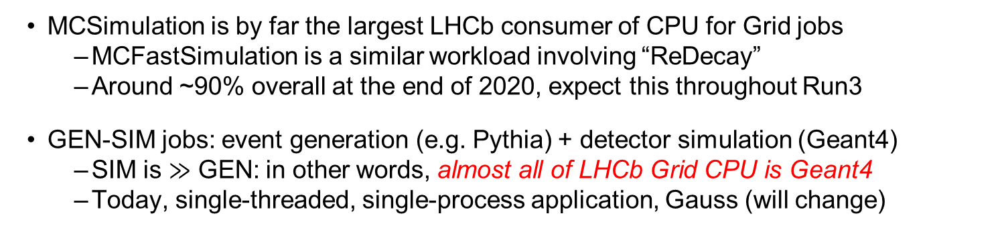 • MCSimulation is by far the largest LHCb consumer of CPU for Grid jobs
–MCFastSimulation is a similar workload involving “ReDecay”
–Around ~90% overall at the end of 2020, expect this throughout Run3
• GEN-SIM jobs: event generation (e.g. Pythia) + detector simulation (Geant4)
–SIM is ≫ GEN: in other words, almost all of LHCb Grid CPU is Geant4
–Today, single-threaded, single-process application, Gauss (will change)